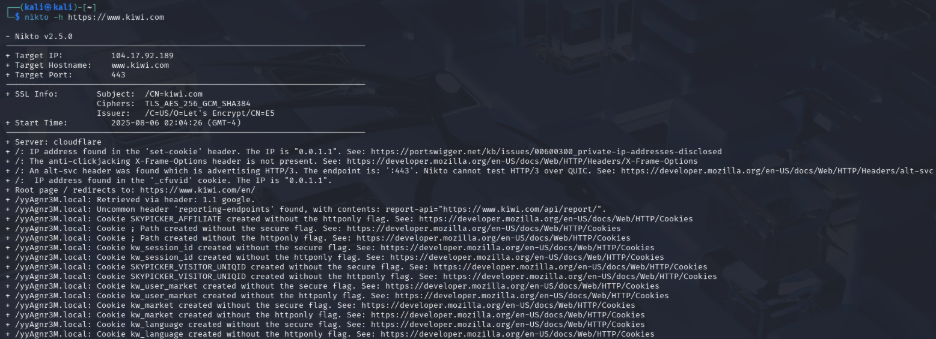 ┌──(kali㉿kali)-[~]
└─$ nikto -h https://www.kiwi.com
- Nikto v2.5.0
+ Target IP: 104.17.92.189
+ Target Hostname: www.kiwi.com
+ Target Port: 443
+ SSL Info: Subject: /CN=kiwi.com
Ciphers: TLS_AES_256_GCM_SHA384
Issuer: /C=US/O=Let's Encrypt/CN=E5
+ Start Time: 2025-08-06 02:04:26 (GMT-4)
+ Server: cloudflare
+ /: IP address found in the 'set-cookie' header. The IP is "0.0.1.1". See: https://portswigger.net/kb/issues/00600300_private-ip-addresses-disclosed
+ /: The anti-clickjacking X-Frame-Options header is not present. See: https://developer.mozilla.org/en-US/docs/Web/HTTP/Headers/X-Frame-Options
+ /: An alt-svc header was found which is advertising HTTP/3. The endpoint is: ':443'. Nikto cannot test HTTP/3 over QUIC. See: https://developer.mozilla.org/en-US/docs/Web/HTTP/Headers/alt-svc
+ /: IP address found in the '_cfuvid' cookie. The IP is "0.0.1.1".
+ Root page / redirects to: https://www.kiwi.com/en/
+ /yyAgnr3M.local: Retrieved via header: 1.1 google.
+ /yyAgnr3M.local: Uncommon header 'reporting-endpoints' found, with contents: report-api="https://www.kiwi.com/api/report/".
+ /yyAgnr3M.local: Cookie SKYPICKER_AFFILIATE created without the httponly flag. See: https://developer.mozilla.org/en-US/docs/Web/HTTP/Cookies
+ /yyAgnr3M.local: Cookie ; Path created without the secure flag. See: https://developer.mozilla.org/en-US/docs/Web/HTTP/Cookies
+ /yyAgnr3M.local: Cookie ; Path created without the httponly flag. See: https://developer.mozilla.org/en-US/docs/Web/HTTP/Cookies
+ /yyAgnr3M.local: Cookie kw_session_id created without the secure flag. See: https://developer.mozilla.org/en-US/docs/Web/HTTP/Cookies
+ /yyAgnr3M.local: Cookie kw_session_id created without the httponly flag. See: https://developer.mozilla.org/en-US/docs/Web/HTTP/Cookies
+ /yyAgnr3M.local: Cookie SKYPICKER_VISITOR_UNIQID created without the secure flag. See: https://developer.mozilla.org/en-US/docs/Web/HTTP/Cookies
+ /yyAgnr3M.local: Cookie SKYPICKER_VISITOR_UNIQID created without the httponly flag. See: https://developer.mozilla.org/en-US/docs/Web/HTTP/Cookies
+ /yyAgnr3M.local: Cookie kw_user_market created without the secure flag. See: https://developer.mozilla.org/en-US/docs/Web/HTTP/Cookies
+ /yyAgnr3M.local: Cookie kw_user_market created without the httponly flag. See: https://developer.mozilla.org/en-US/docs/Web/HTTP/Cookies
+ /yyAgnr3M.local: Cookie kw_market created without the secure flag. See: https://developer.mozilla.org/en-US/docs/Web/HTTP/Cookies
+ /yyAgnr3M.local: Cookie kw_market created without the httponly flag. See: https://developer.mozilla.org/en-US/docs/Web/HTTP/Cookies
+ /yyAgnr3M.local: Cookie kw_language created without the secure flag. See: https://developer.mozilla.org/en-US/docs/Web/HTTP/Cookies
+ /yyAgnr3M.local: Cookie kw_language created without the httponly flag. See: https://developer.mozilla.org/en-US/docs/Web/HTTP/Cookies